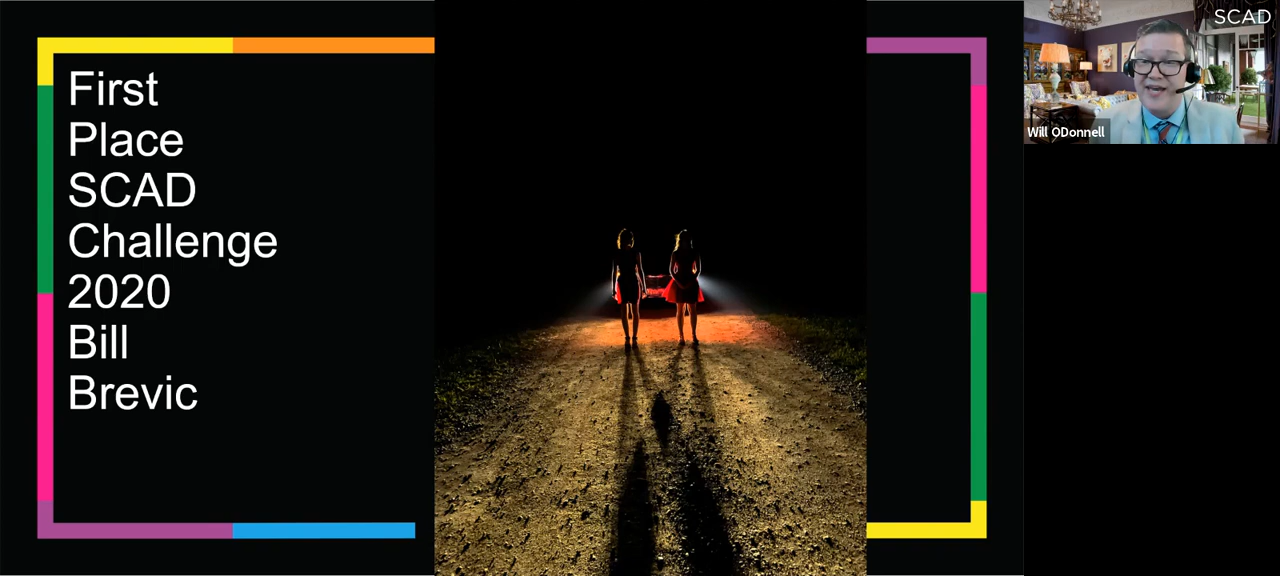 First
Place
SCAD
Challenge
2020
Bill
Brevic
SCAD
Will ODonnell